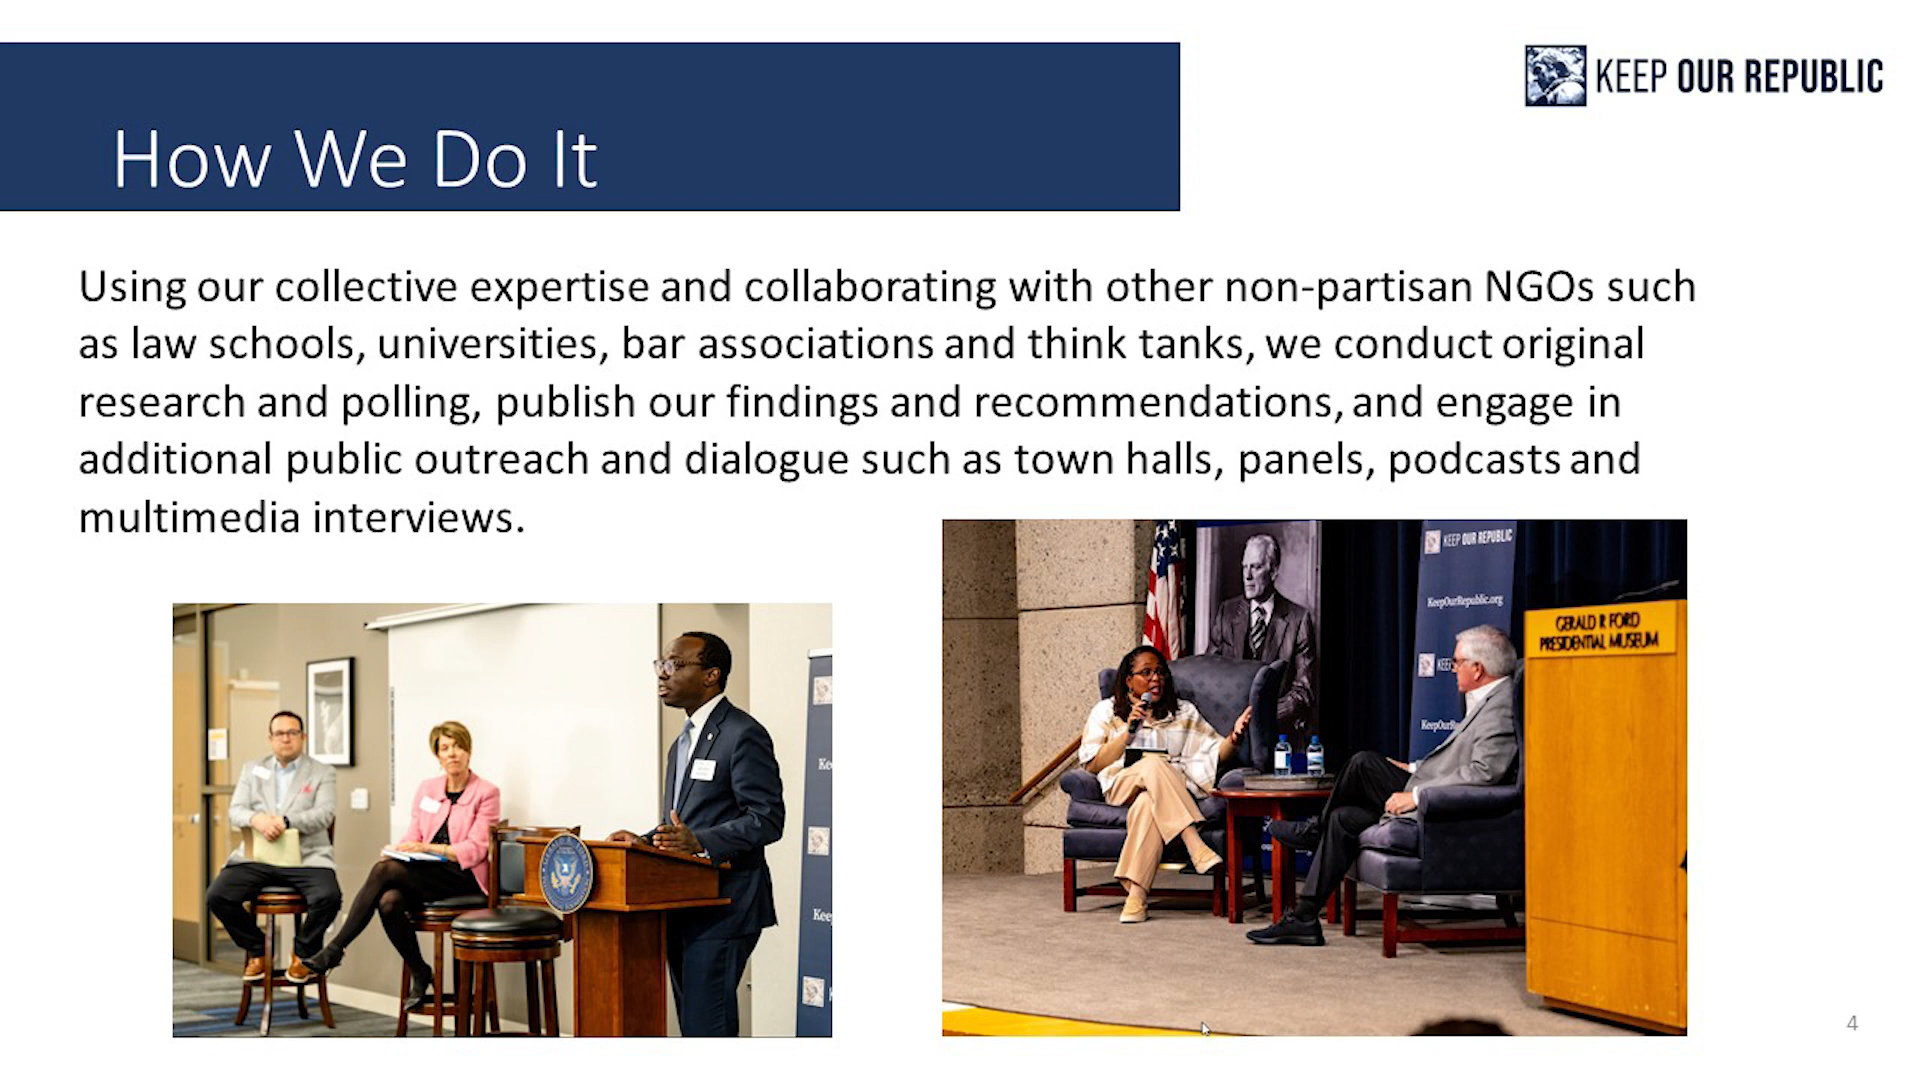 KEEP OUR REPUBLIC
How We Do It
Using our collective expertise and collaborating with other non-partisan NGOs such
as law schools, universities, bar associations and think tanks, we conduct original
research and polling, publish our findings and recommendations, and engage in
additional public outreach and dialogue such as town halls, panels, podcasts and
multimedia interviews.
KEEP OUR REPUBLIC
KeepOurRepublic.org
GERALD R FORD
PRESIDENTIAL MUSEUM
4